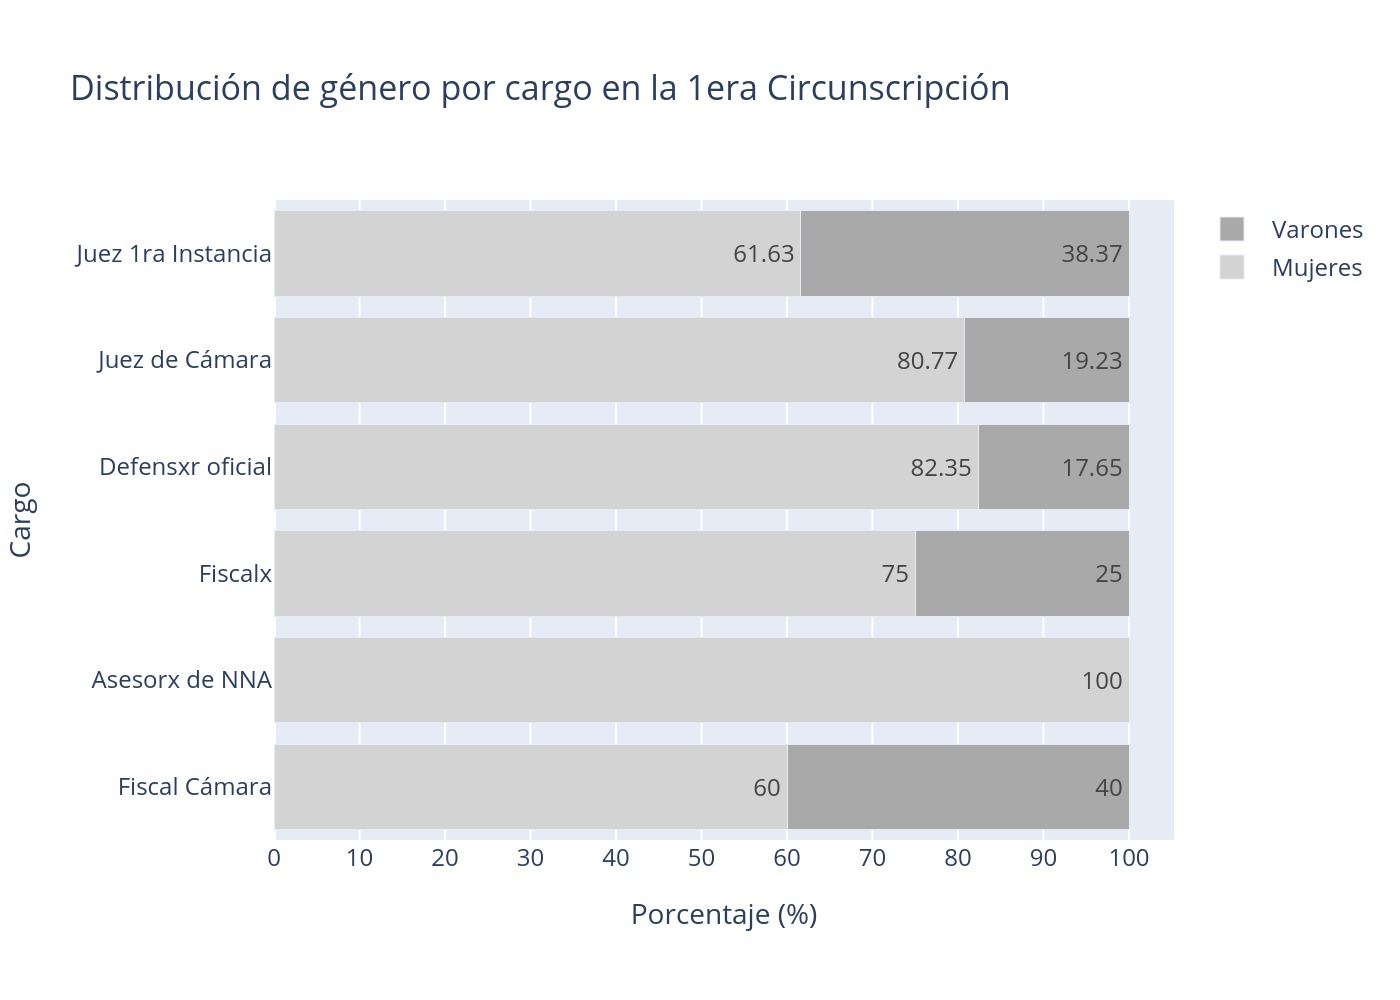 Distribución de género por cargo en la 1era Circunscripción
Varones
Mujeres
Cargo
Juez 1ra Instancia 61.63 38.37
Juez de Cámara 80.77 19.23
Defensxr oficial 82.35 17.65
Fiscalx 75 25
Asesorx de NNA 100
Fiscal Cámara 60 40
0 10 20 30 40 50 60 70 80 90 100
Porcentaje (%)